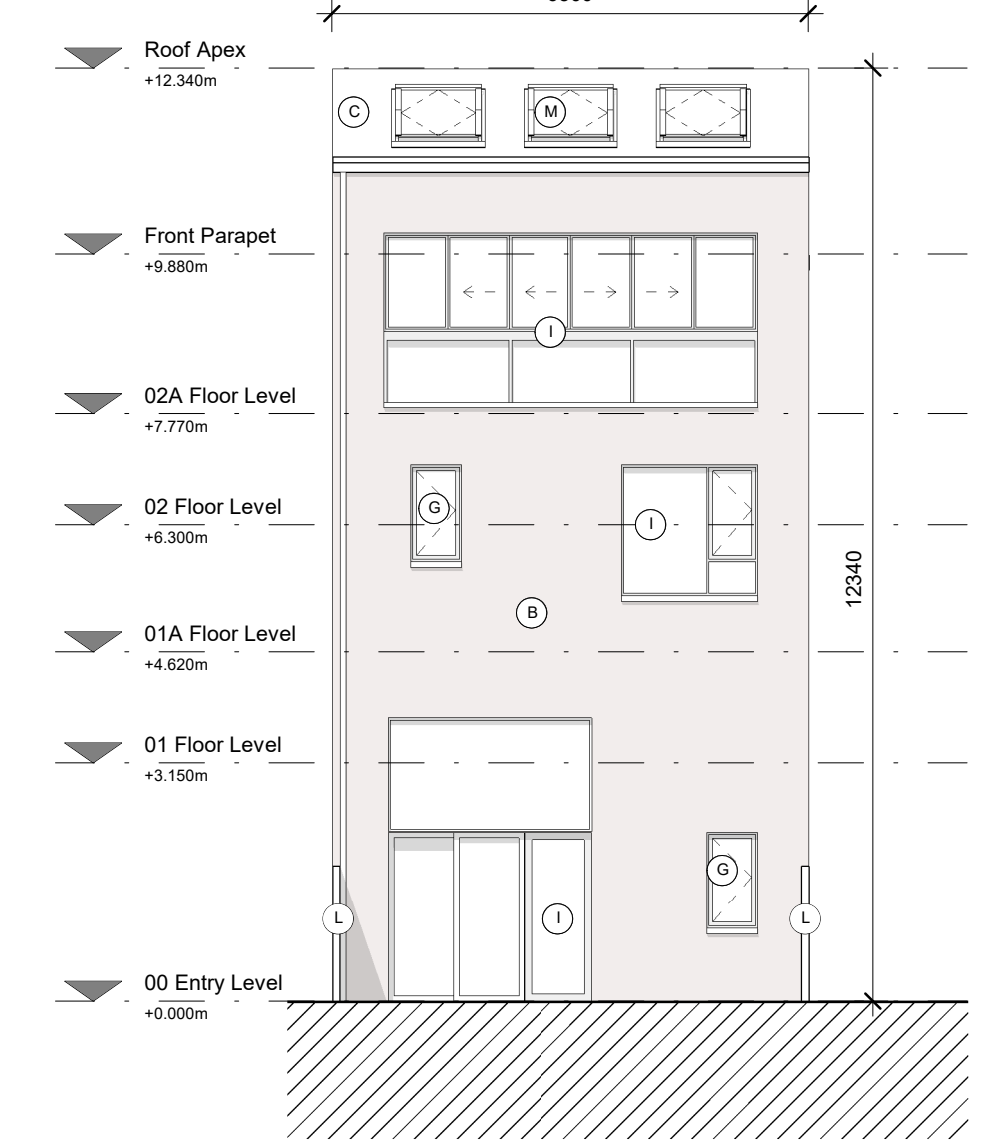 Roof Apex
+12.340m
C
M
Front Parapet
+9.880m
I
02A Floor Level
+7.770m
G
02 Floor Level
I
+6.300m
12340
B
01A Floor Level
+4.620m
01 Floor Level
+3.150m
G
L
I
L
00 Entry Level
+0.000m